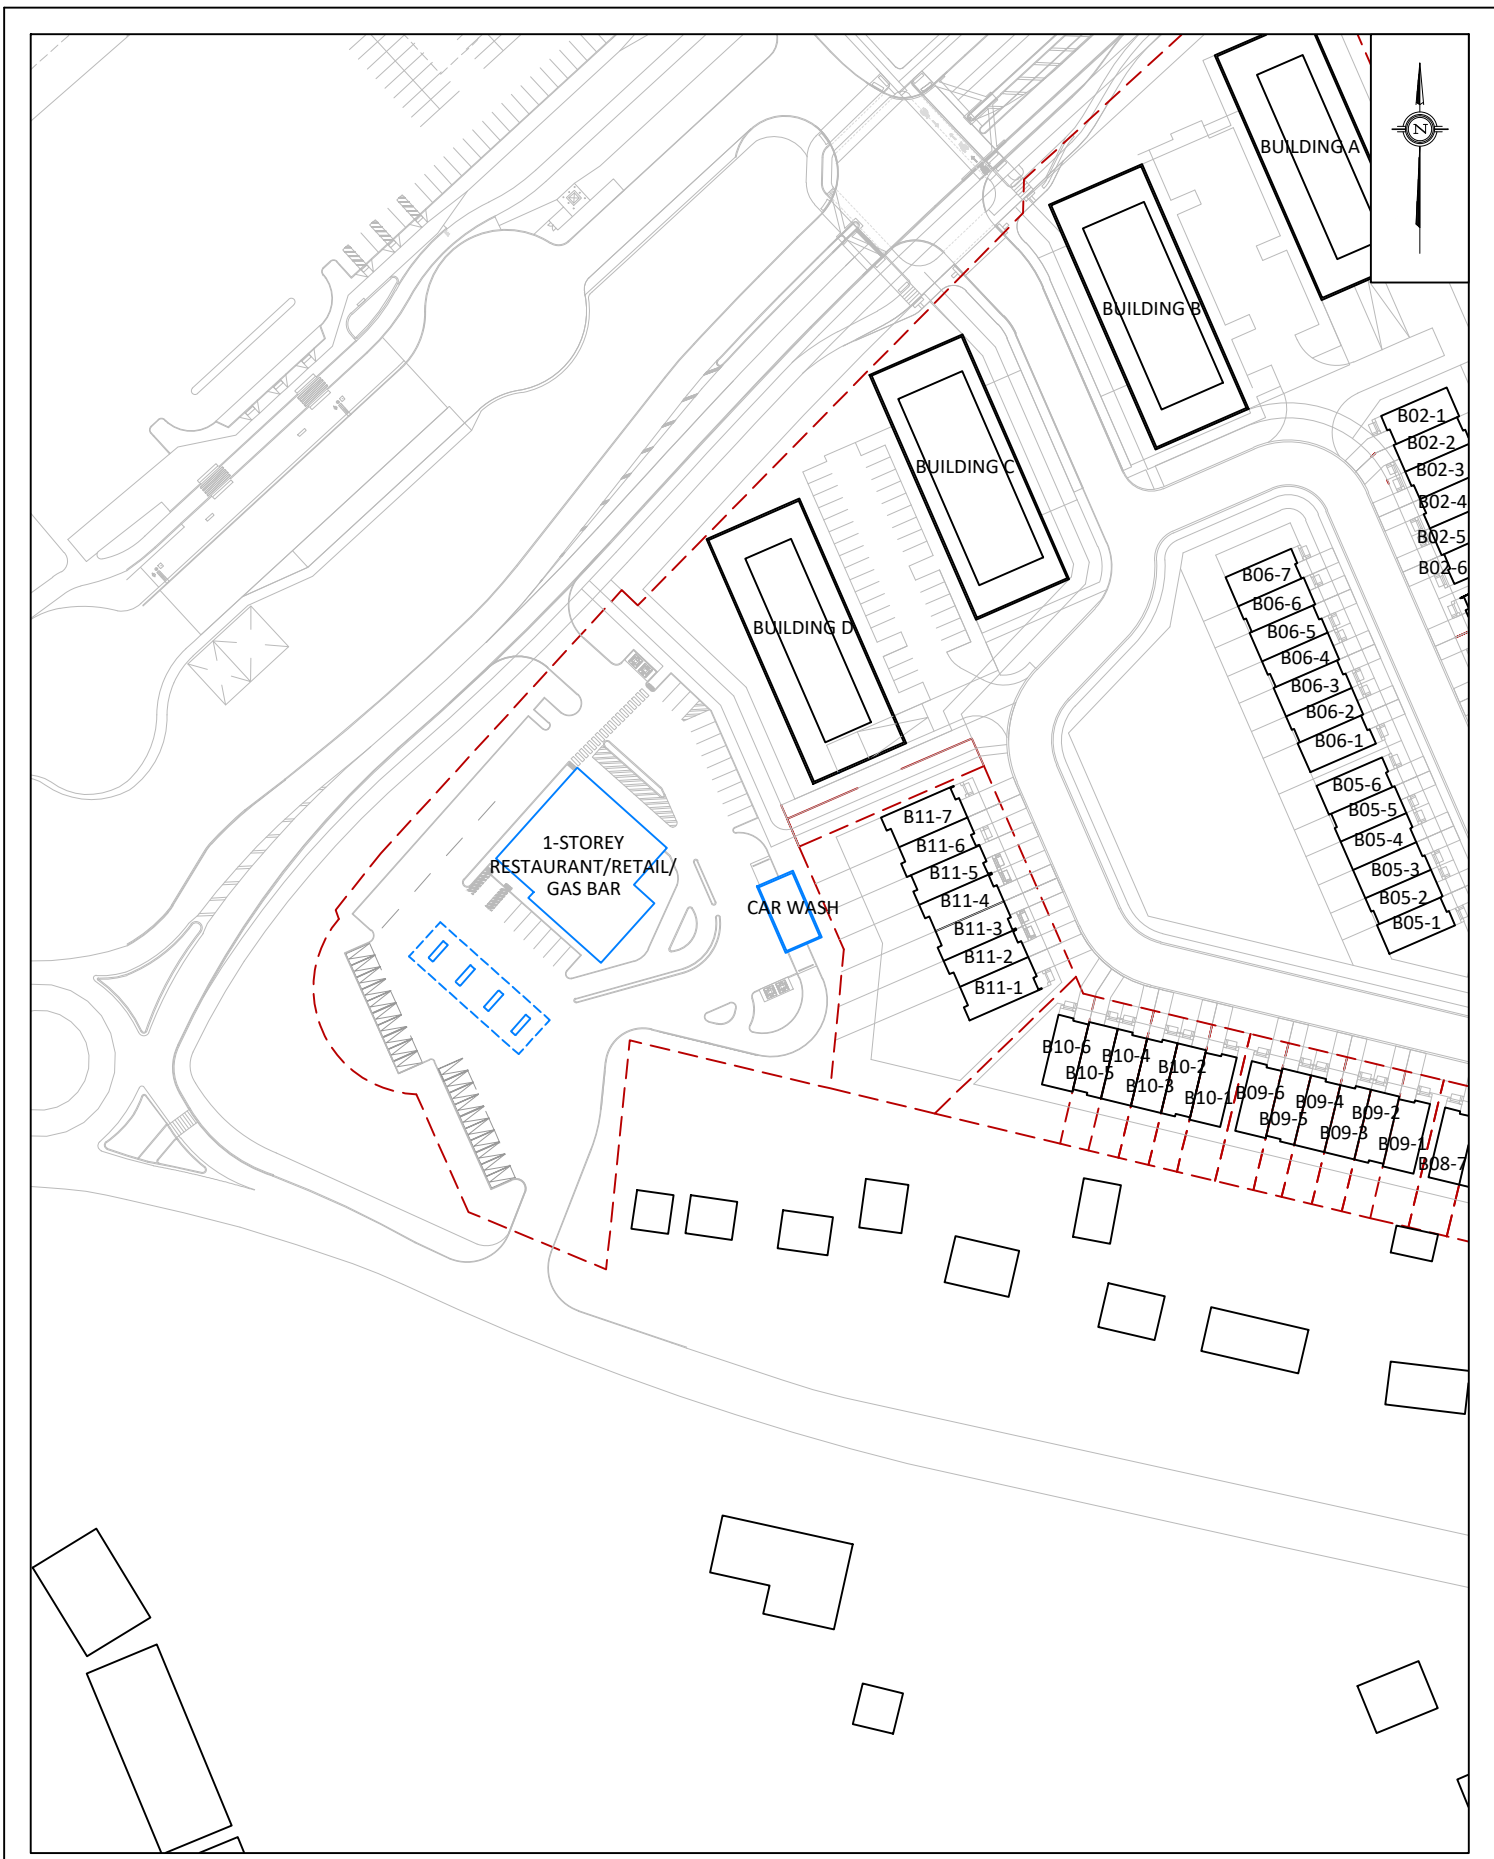 BUILDING A
N
BUILDING B
BUILDING C
BUILDING D
B02-1
B02-2
B02-3
B02-4
B02-5
B02-6
B06-7
B06-6
B06-5
B06-4
B06-3
B06-2
B06-1
B05-6
B05-5
B05-4
B05-3
B05-2
B05-1
B11-7
B11-6
B11-5
B11-4
B11-3
B11-2
B11-1
1-STOREY
RESTAURANT/RETAIL/
GAS BAR
CAR WASH
B10-6
B10-5
B10-4
B10-3
B10-2
B10-1
B09-6
B09-5
B09-4
B09-3
B09-2
B09-1
B08-7